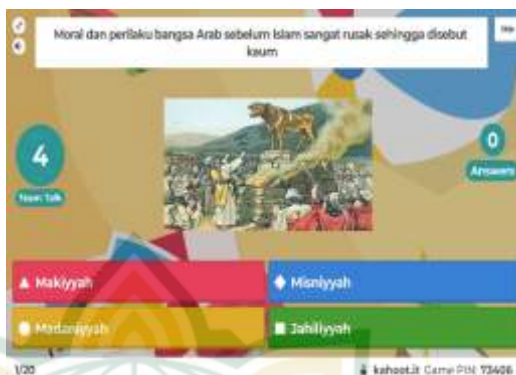 Moral dan perilaku bangsa Arab sebelum Islam sangat rusak sehingga disebut
kaum
4
Team Talk
0
Answers
Makiyyah
Misniyyah
Madaniyyah
Jahiliyyah
1/20
kahoot.it Game PIN: 73406